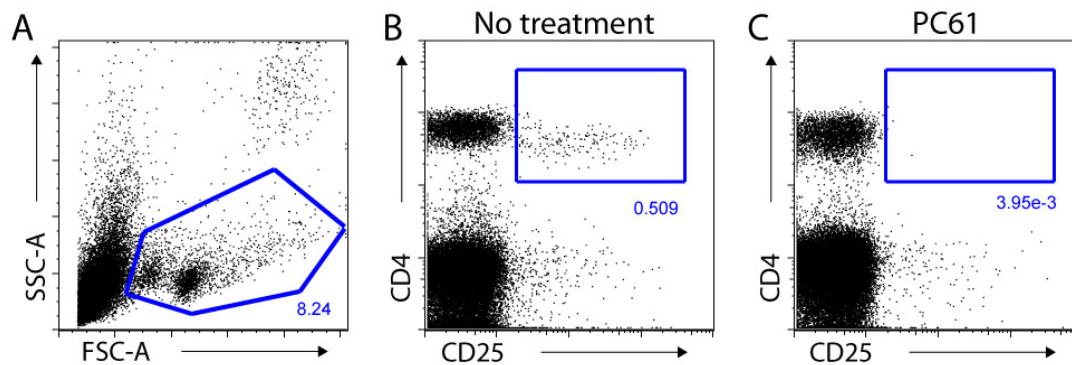 A
SSC-A
8.24
FSC-A
B
No treatment
CD4
0.509
CD25
C
PC61
CD4
3.95e-3
CD25